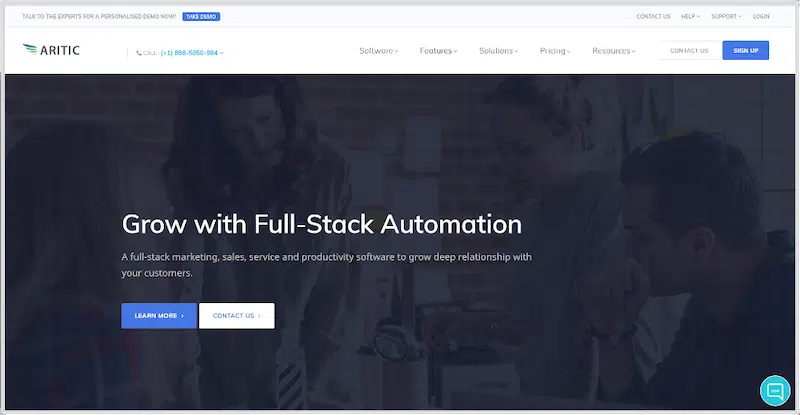 TALK TO THE EXPERTS FOR A PERSONALISED DEMO NOW! TAKE DEMO
CONTACT US HELP SUPPORT LOGIN
ARITIC
CALL: (+1) 888-5050-984
Software Features Solutions Pricing Resources
CONTACT US SIGN UP
Grow with Full-Stack Automation
A full-stack marketing, sales, service and productivity software to grow deep relationship with
your customers.
LEARN MORE > CONTACT US >